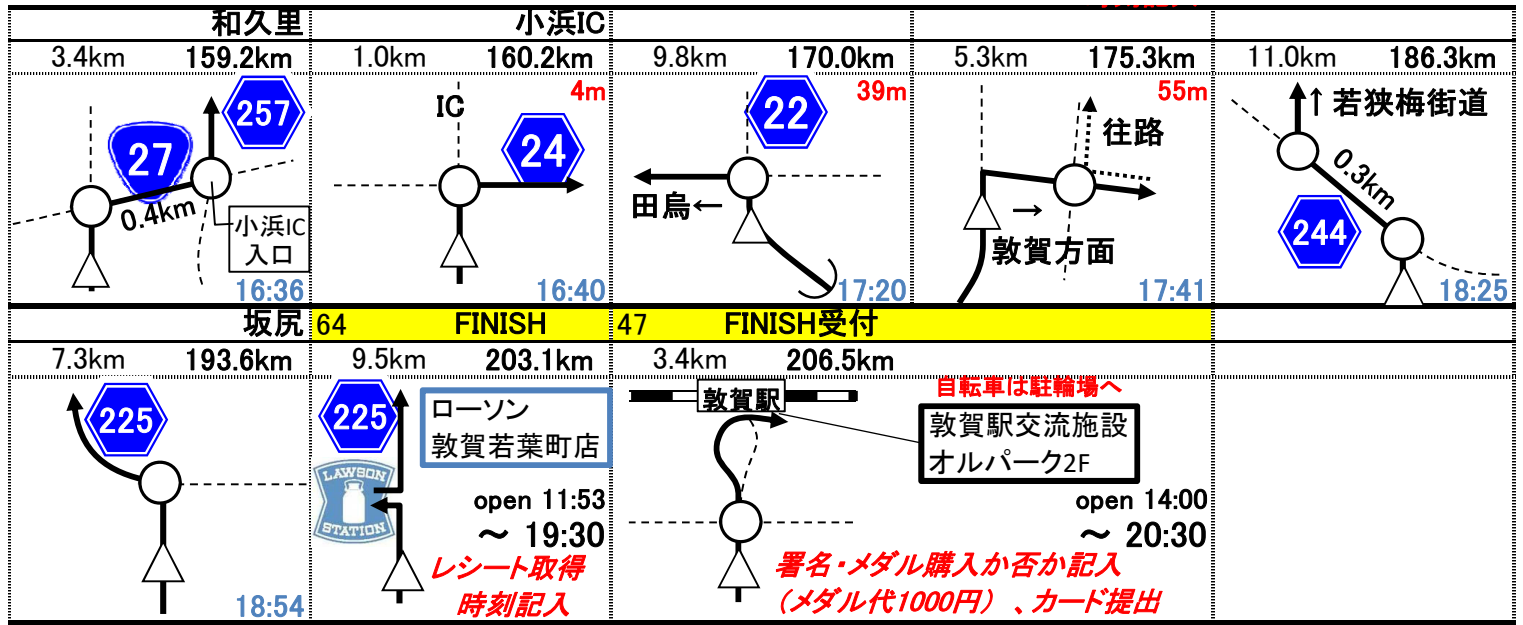 和久里
3.4km 159.2km
257
27
0.4km
小浜IC
入口
16:36
小浜IC
1.0km 160.2km
4m
IC
24
16:40
9.8km 170.0km
39m
22
田烏←
17:20
5.3km 175.3km
55m
往路
→
敦賀方面
17:41
11.0km 186.3km
↑若狭梅街道
0.3km
244
18:25
坂尻
7.3km 193.6km
225
18:54
64 FINISH
9.5km 203.1km
225
ローソン
敦賀若葉町店
LAWSON
STATION
open 11:53
～ 19:30
レシート取得
時刻記入
47 FINISH受付
3.4km 206.5km
敦賀駅
自転車は駐輪場へ
敦賀駅交流施設
オルパーク2F
open 14:00
～ 20:30
署名・メダル購入か否か記入
（メダル代1000円）、カード提出